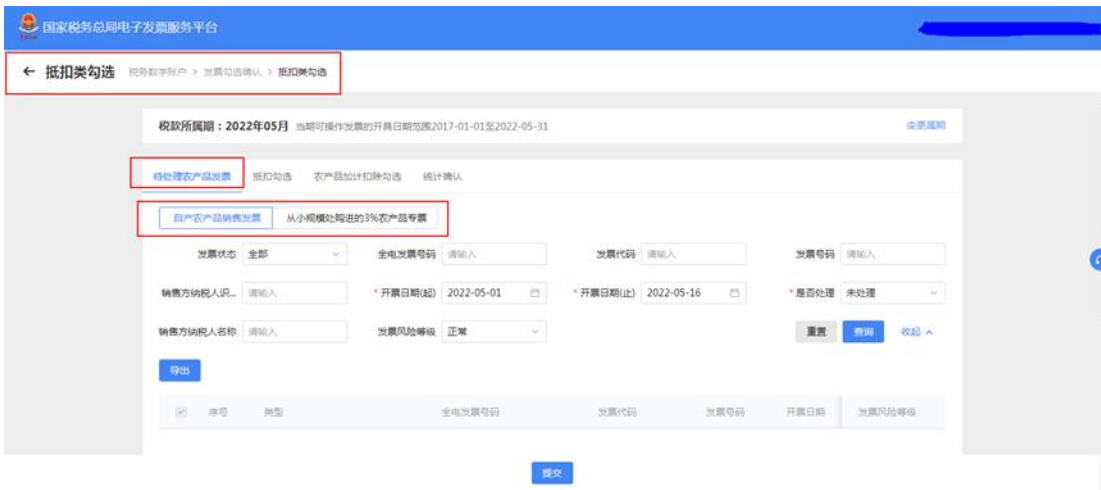 国家税务总局电子发票服务平台
← 抵扣类勾选 税务数字账户 > 发票勾选确认 > 抵扣类勾选
税款所属期：2022年05月 当期可操作发票的开具日期范围2017-01-01至2022-05-31 变更属期
待处理农产品发票 抵扣勾选 农产品加计扣除勾选 统计确认
自产农产品销售发票 从小规模处购进的3%农产品专票
发票状态 全部 全电发票号码 请输入 发票代码 请输入 发票号码 请输入
销售方纳税人识... 请输入 * 开票日期(起) 2022-05-01 * 开票日期(止) 2022-05-16 * 是否处理 未处理
销售方纳税人名称 请输入 发票风险等级 正常 重置 查询 收起
导出
序号 类型 全电发票号码 发票代码 发票号码 开票日期 发票风险等级
提交